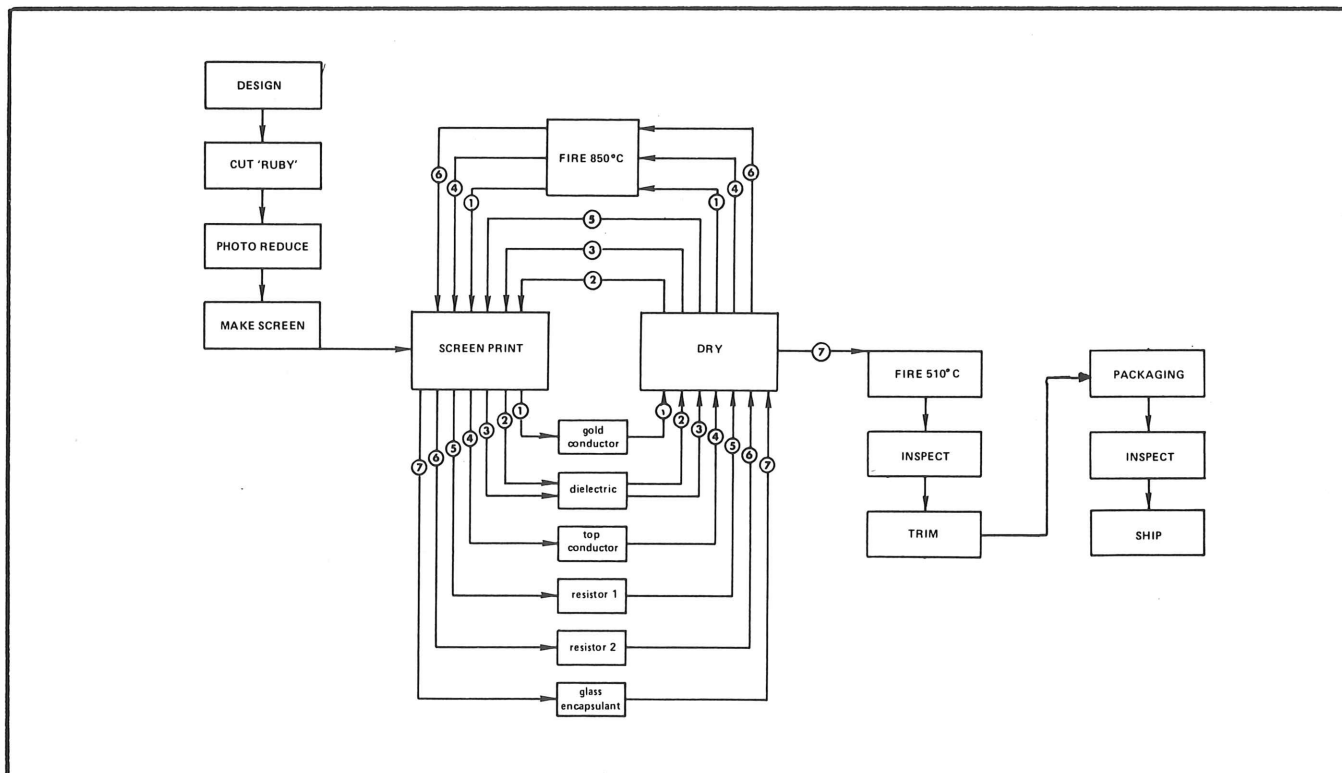 DESIGN
CUT 'RUBY'
PHOTO REDUCE
MAKE SCREEN
FIRE 850°C
6
4
1
1
4
6
5
3
2
SCREEN PRINT
DRY
7
FIRE 510°C
INSPECT
TRIM
PACKAGING
INSPECT
SHIP
7
6
5
4
3
2
1
1
2
3
4
5
6
7
gold
conductor
dielectric
top
conductor
resistor 1
resistor 2
glass
encapsulant